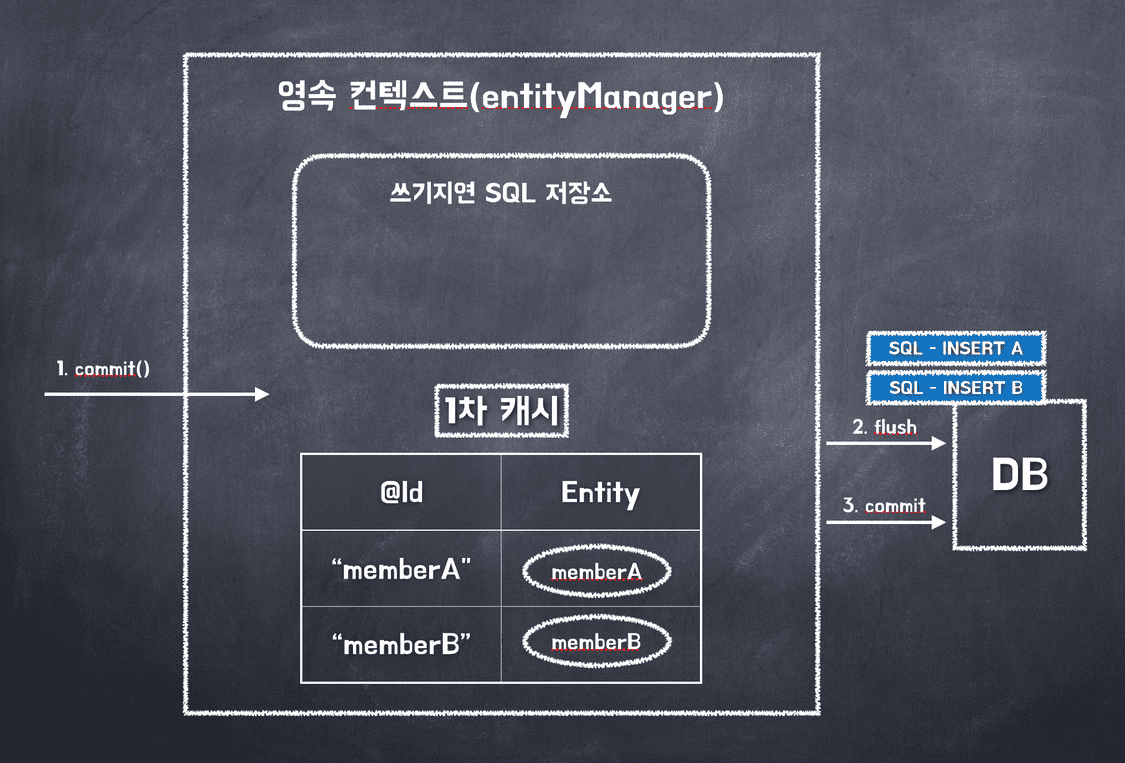 영속 컨텍스트(entityManager)
쓰기지연 SQL 저장소
1. commit()
1차 캐시
@Id Entity
“memberA” memberA
“memberB” memberB
SQL - INSERT A
SQL - INSERT B
2. flush
3. commit
DB